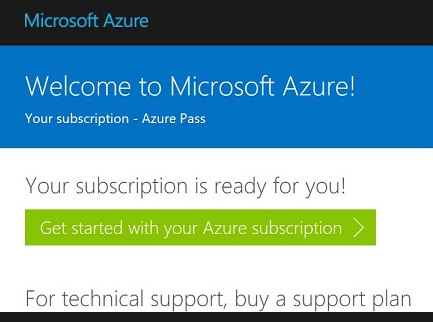 Microsoft Azure
Welcome to Microsoft Azure!
Your subscription - Azure Pass
Your subscription is ready for you!
Get started with your Azure subscription
For technical support, buy a support plan